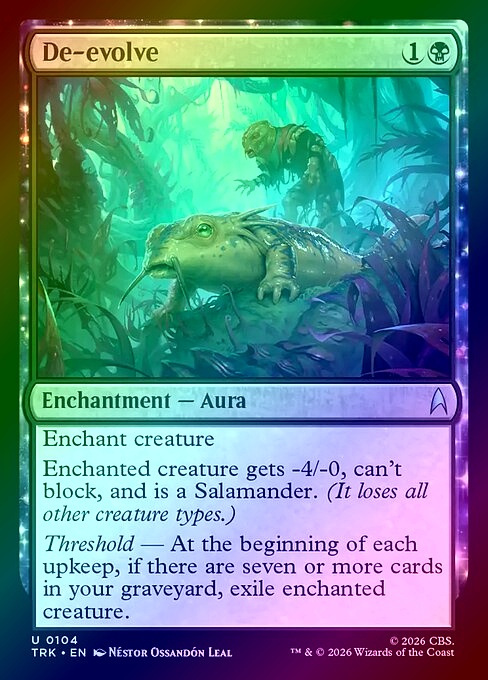 De-evolve 1
Enchantment — Aura
Enchant creature
Enchanted creature gets -4/-0, can't
block, and is a Salamander. (It loses all
other creature types.)
Threshold — At the beginning of each
upkeep, if there are seven or more cards
in your graveyard, exile enchanted
creature.
U 0104 © 2026 CBS.
TRK • EN Néstor Ossandón Leal ™ & © 2026 Wizards of the Coast